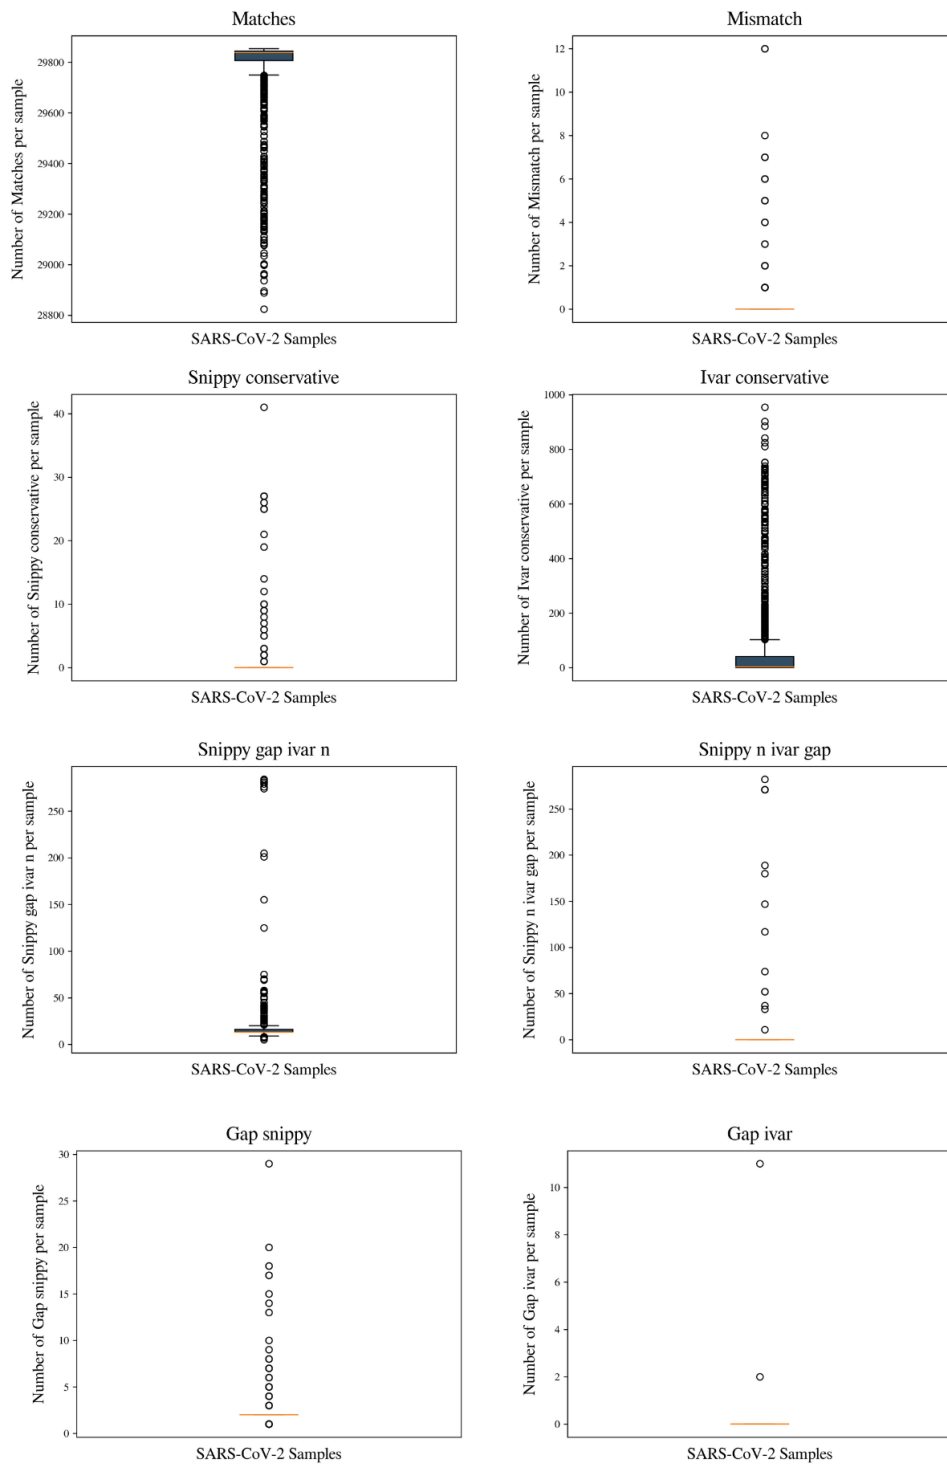 Matches
Number of Matches per sample
29800
29600
29400
29200
29000
28800
SARS-CoV-2 Samples
Mismatch
Number of Mismatch per sample
12
10
8
6
4
2
0
SARS-CoV-2 Samples
Snippy conservative
Number of Snippy conservative per sample
40
30
20
10
0
SARS-CoV-2 Samples
Ivar conservative
Number of Ivar conservative per sample
1000
800
600
400
200
0
SARS-CoV-2 Samples
Snippy gap ivar n
Number of Snippy gap ivar n per sample
250
200
150
100
50
0
SARS-CoV-2 Samples
Snippy n ivar gap
Number of Snippy n ivar gap per sample
250
200
150
100
50
0
SARS-CoV-2 Samples
Gap snippy
Number of Gap snippy per sample
30
25
20
15
10
5
0
SARS-CoV-2 Samples
Gap ivar
Number of Gap ivar per sample
10
8
6
4
2
0
SARS-CoV-2 Samples